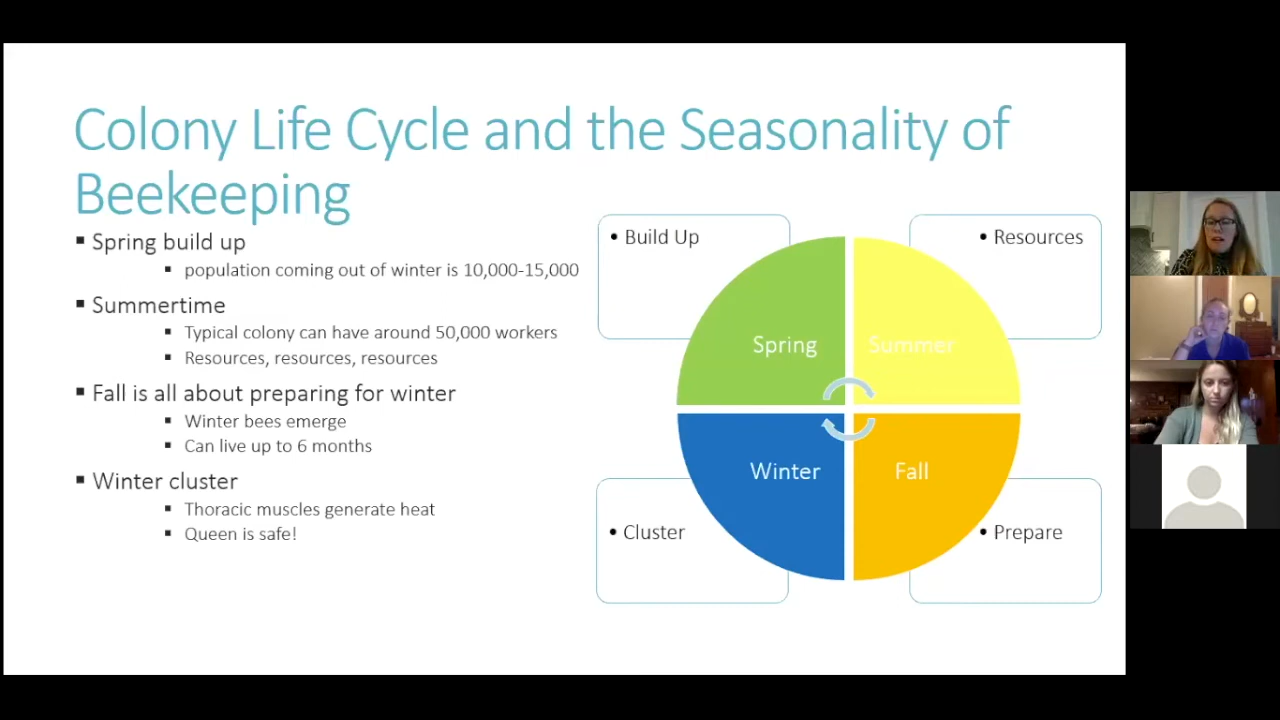 Colony Life Cycle and the Seasonality of
Beekeeping
▪ Spring build up
▪ population coming out of winter is 10,000-15,000
▪ Summertime
▪ Typical colony can have around 50,000 workers
▪ Resources, resources, resources
▪ Fall is all about preparing for winter
▪ Winter bees emerge
▪ Can live up to 6 months
▪ Winter cluster
▪ Thoracic muscles generate heat
▪ Queen is safe!
• Build Up
• Resources
Spring
Summer
Winter
Fall
• Cluster
• Prepare